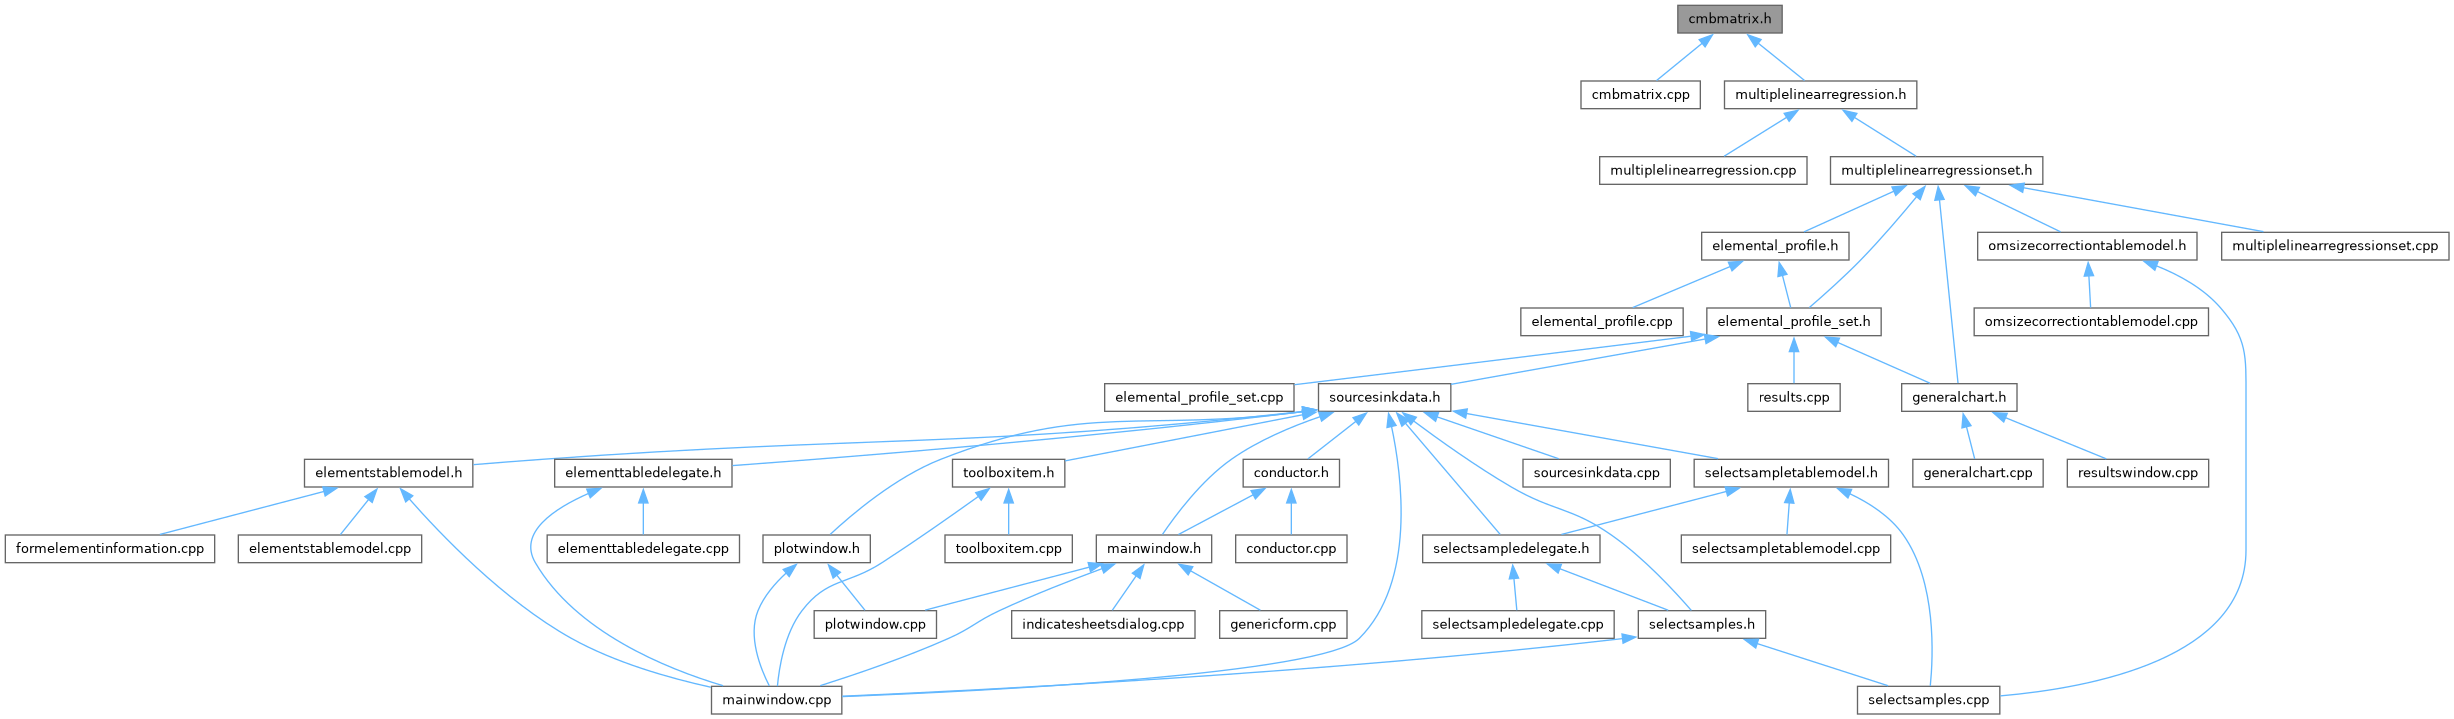 cmbmatrix.h
cmbmatrix.cpp
multiplelinearregression.h
multiplelinearregression.cpp
multiplelinearregressionset.h
elemental_profile.h
omsizecorrectiontablemodel.h
multiplelinearregressionset.cpp
elemental_profile.cpp
elemental_profile_set.h
omsizecorrectiontablemodel.cpp
elemental_profile_set.cpp
sourcesinkdata.h
results.cpp
generalchart.h
elementstablemodel.h
elementtabledelegate.h
toolboxitem.h
conductor.h
sourcesinkdata.cpp
selectsampletablemodel.h
generalchart.cpp
resultswindow.cpp
formelementinformation.cpp
elementstablemodel.cpp
elementtabledelegate.cpp
plotwindow.h
toolboxitem.cpp
mainwindow.h
conductor.cpp
selectsampledelegate.h
selectsampletablemodel.cpp
plotwindow.cpp
indicatesheetsdialog.cpp
genericform.cpp
selectsampledelegate.cpp
selectsamples.h
mainwindow.cpp
selectsamples.cpp